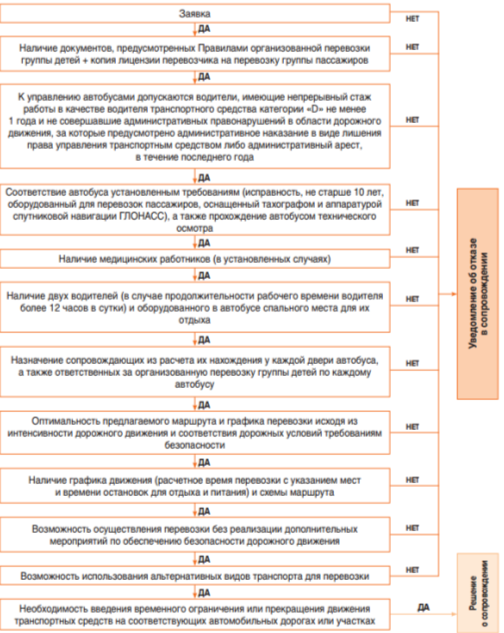 Заявка
НЕТ
ДА
Наличие документов, предусмотренных Правилами организованной перевозки
группы детей + копия лицензии перевозчика на перевозку группы пассажиров
НЕТ
ДА
К управлению автобусами допускаются водители, имеющие непрерывный стаж
работы в качестве водителя транспортного средства категории «D» не менее
1 года и не совершавшие административных правонарушений в области дорожного
движения, за которые предусмотрено административное наказание в виде лишения
права управления транспортным средством либо административный арест,
в течение последнего года
НЕТ
ДА
Соответствие автобуса установленным требованиям (исправность, не старше 10 лет,
оборудованный для перевозок пассажиров, оснащенный тахографом и аппаратурой
спутниковой навигации ГЛОНАСС), а также прохождение автобусом технического
осмотра
НЕТ
ДА
Наличие медицинских работников (в установленных случаях)
НЕТ
ДА
Наличие двух водителей (в случае продолжительности рабочего времени водителя
более 12 часов в сутки) и оборудованного в автобусе спального места для их
отдыха
НЕТ
ДА
Назначение сопровождающих из расчета их нахождения у каждой двери автобуса,
а также ответственных за организованную перевозку группы детей по каждому
автобусу
НЕТ
ДА
Оптимальность предлагаемого маршрута и графика перевозки исходя из
интенсивности дорожного движения и соответствия дорожных условий требованиям
безопасности
НЕТ
ДА
Наличие графика движения (расчетное время перевозки с указанием мест
и времени остановок для отдыха и питания) и схемы маршрута
НЕТ
ДА
Возможность осуществления перевозки без реализации дополнительных
мероприятий по обеспечению безопасности дорожного движения
НЕТ
ДА
Возможность использования альтернативных видов транспорта для перевозки
НЕТ
ДА
Необходимость введения временного ограничения или прекращения движения
транспортных средств на соответствующих автомобильных дорогах или участках
ДА
Уведомление об отказе
в сопровождении
Решение
о сопровождении